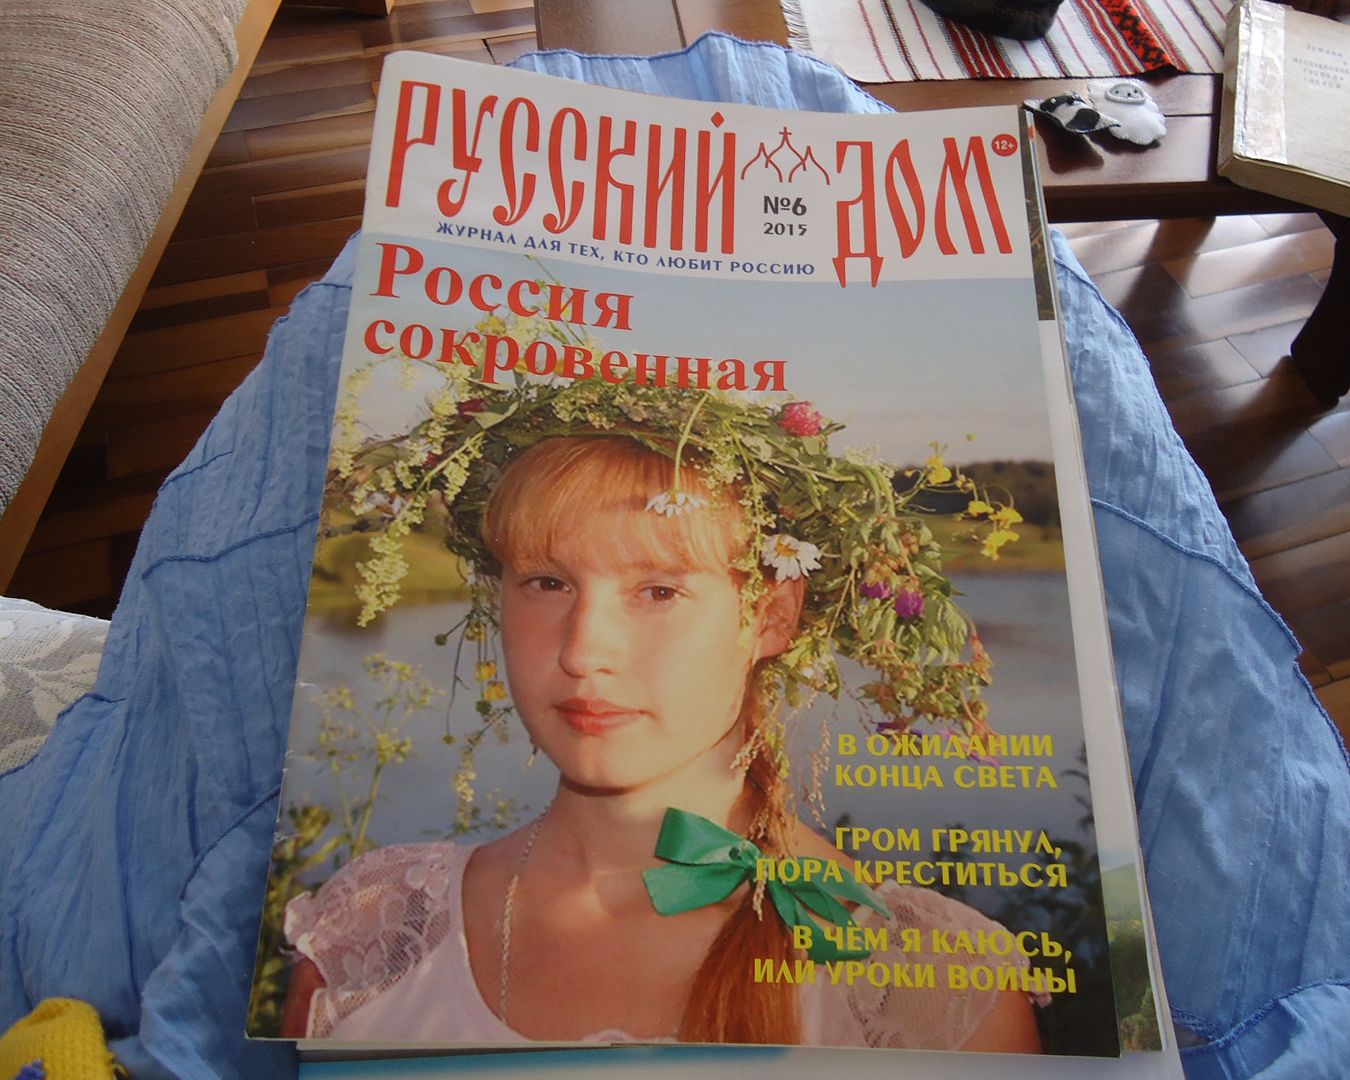 РУССКИЙ ДОМ
12+
№6
2015
ЖУРНАЛ ДЛЯ ТЕХ, КТО ЛЮБИТ РОССИЮ
Россия
сокровенная
В ОЖИДАНИИ
КОНЦА СВЕТА
ГРОМ ГРЯНУЛ,
ПОРА КРЕСТИТЬСЯ
В ЧЁМ Я КАЮСЬ,
ИЛИ УРОКИ ВОЙНЫ